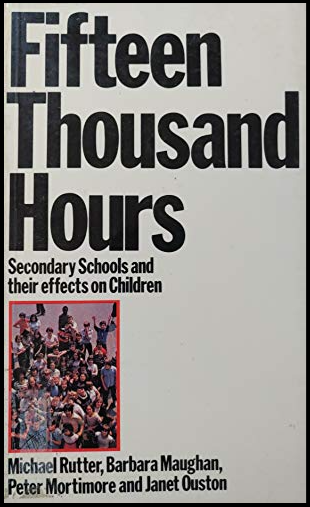 Fifteen
Thousand
Hours
Secondary Schools and
their effects on Children
Michael Rutter, Barbara Maughan,
Peter Mortimore and Janet Ouston